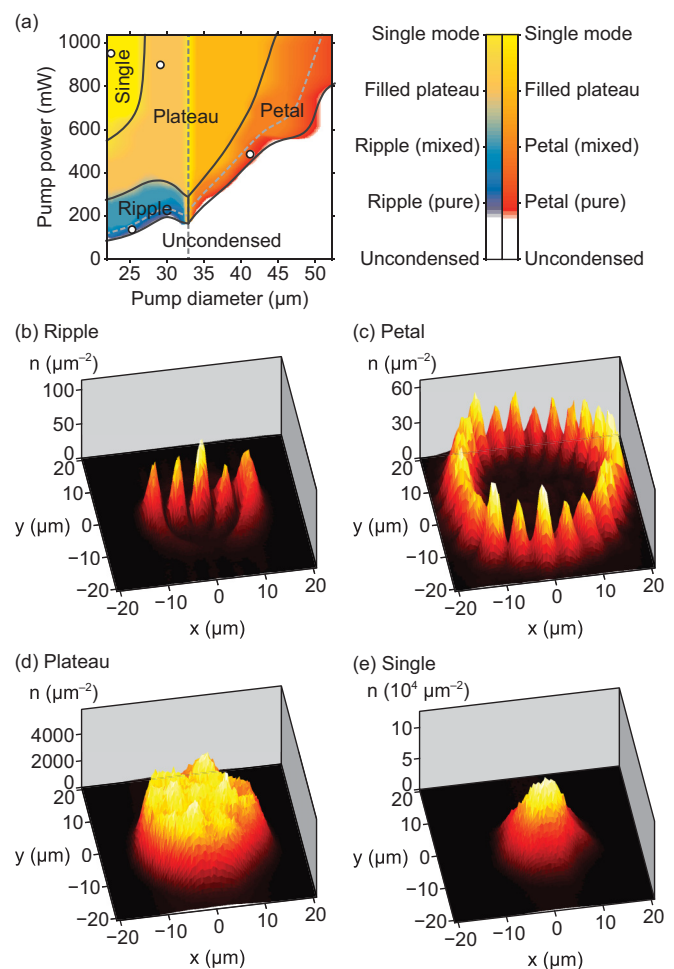 (a)
1000
800
600
400
200
0
Pump power (mW)
Single
Plateau
Petal
Ripple
Uncondensed
25 30 35 40 45 50
Pump diameter (μm)
Single mode Single mode
Filled plateau Filled plateau
Ripple (mixed) Petal (mixed)
Ripple (pure) Petal (pure)
Uncondensed Uncondensed
(b) Ripple
n (μm⁻²)
100
50
0
20
10
0
−10
−20
y (μm)
−20 −10 0 10 20
x (μm)
(c) Petal
n (μm⁻²)
60
30
0
20
10
0
−10
−20
y (μm)
−20 −10 0 10 20
x (μm)
(d) Plateau
n (μm⁻²)
4000
2000
0
20
10
0
−10
−20
y (μm)
−20 −10 0 10 20
x (μm)
(e) Single
n (10⁴ μm⁻²)
10
5
0
20
10
0
−10
−20
y (μm)
−20 −10 0 10 20
x (μm)